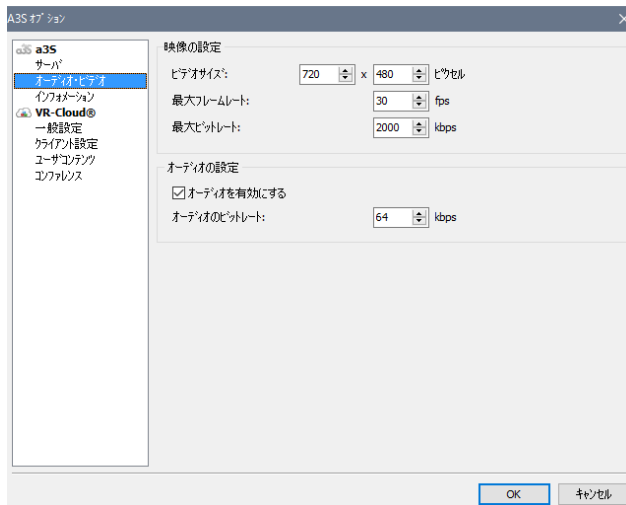 A3S ｵﾌﾟｼｮﾝ
a3S a3S
ｻｰﾊﾞ
ｵｰﾃﾞｨｵ･ﾋﾞﾃﾞｵ
ｲﾝﾌｫﾒｰｼｮﾝ
VR-Cloud®
一般設定
ｸﾗｲｱﾝﾄ設定
ﾕｰｻﾞｺﾝﾃﾝﾂ
ｺﾝﾌｧﾚﾝｽ
映像の設定
ﾋﾞﾃﾞｵｻｲｽﾞ: 720 x 480 ﾋﾟｸｾﾙ
最大ﾌﾚｰﾑﾚｰﾄ: 30 fps
最大ﾋﾞｯﾄﾚｰﾄ: 2000 kbps
ｵｰﾃﾞｨｵの設定
ｵｰﾃﾞｨｵを有効にする
ｵｰﾃﾞｨｵのﾋﾞｯﾄﾚｰﾄ: 64 kbps
OK ｷｬﾝｾﾙ